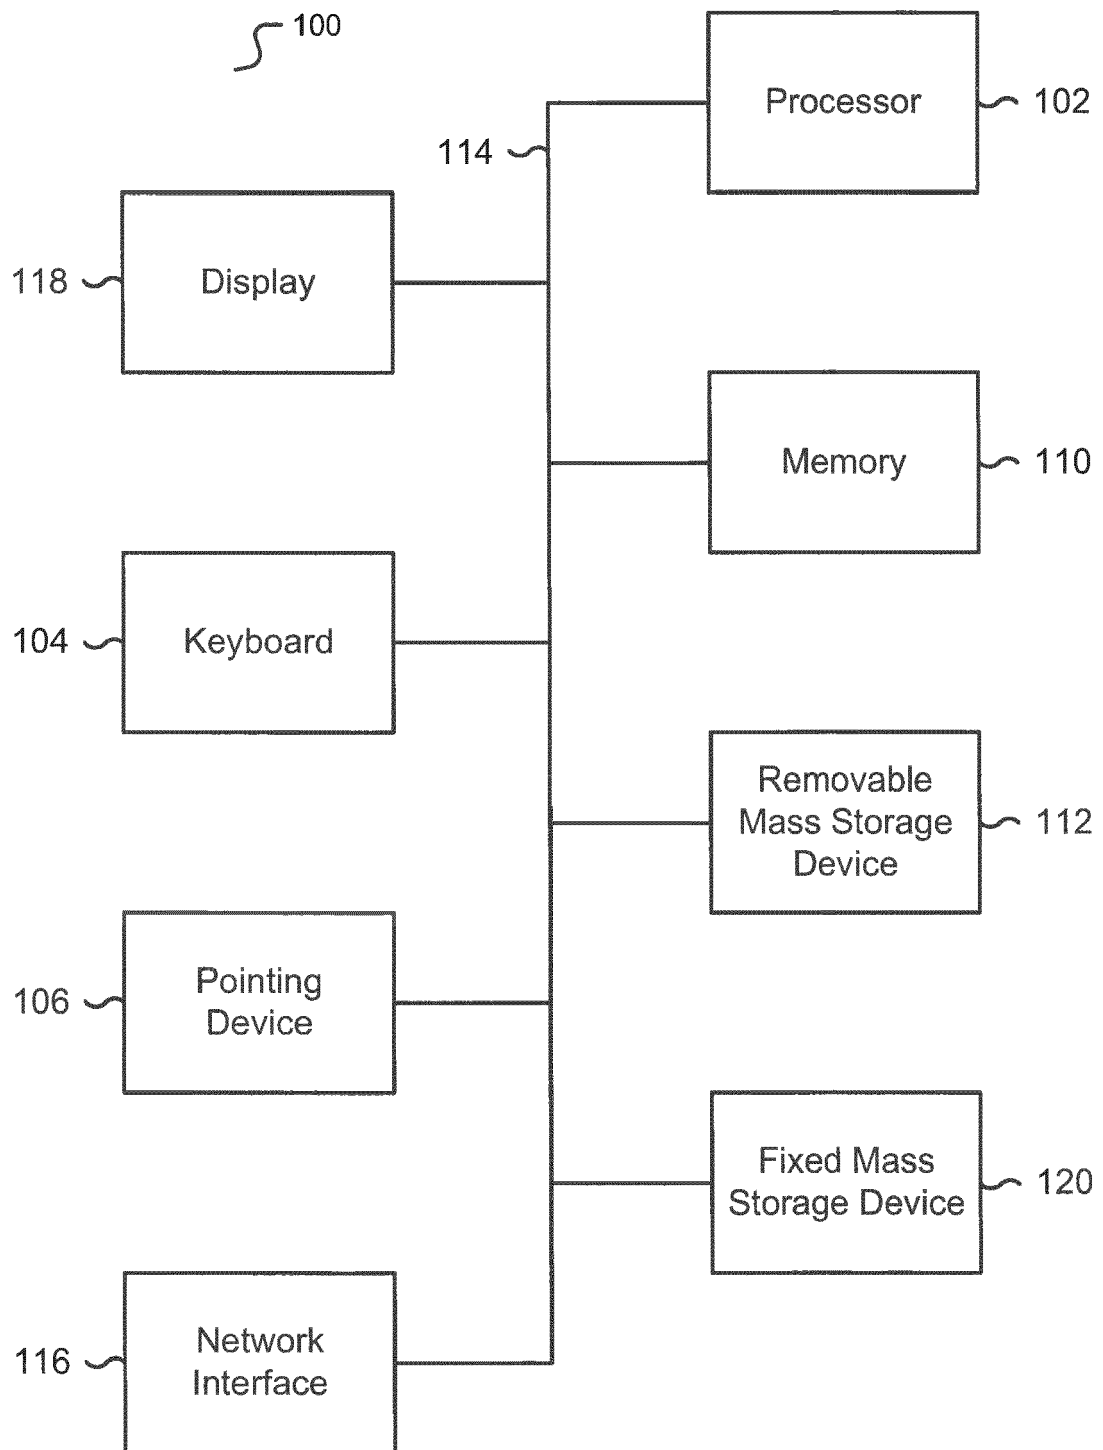 100
Processor
102
114
118
Display
Memory
110
104
Keyboard
Removable
Mass Storage
Device
112
106
Pointing
Device
Fixed Mass
Storage Device
120
116
Network
Interface